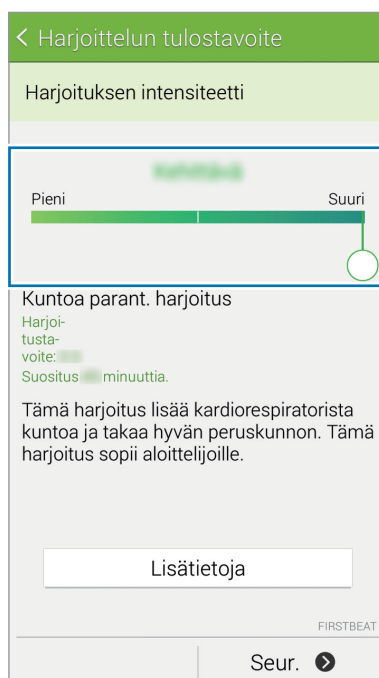 Harjoittelun tulostavoite
Harjoituksen intensiteetti
Pieni Suuri
Kuntoa parant. harjoitus
Harjoi-
tusta-
voite:
Suositus minuuttia.
Tämä harjoitus lisää kardiorespiratorista
kuntoa ja takaa hyvän peruskunnon. Tämä
harjoitus sopii aloittelijoille.
Lisätietoja
FIRSTBEAT
Seur.